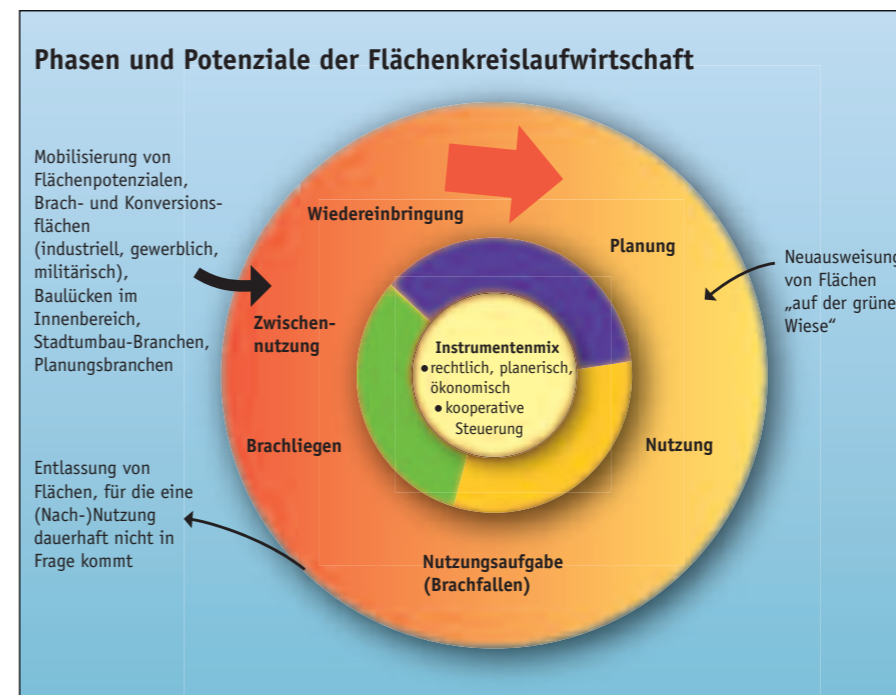 Phasen und Potenziale der Flächenkreislaufwirtschaft
Mobilisierung von
Flächenpotenzialen,
Brach- und Konversions-
flächen
(industriell, gewerblich,
militärisch),
Baulücken im
Innenbereich,
Stadtumbau-Branchen,
Planungsbranchen
Entlassung von
Flächen, für die eine
(Nach-)Nutzung
dauerhaft nicht in
Frage kommt
Wiedereinbringung
Planung
Zwischen-
nutzung
Brachliegen
Nutzung
Nutzungsaufgabe
(Brachfallen)
Instrumentenmix
• rechtlich, planerisch,
ökonomisch
• kooperative
Steuerung
Neuausweisung
von Flächen
„auf der grüne
Wiese“